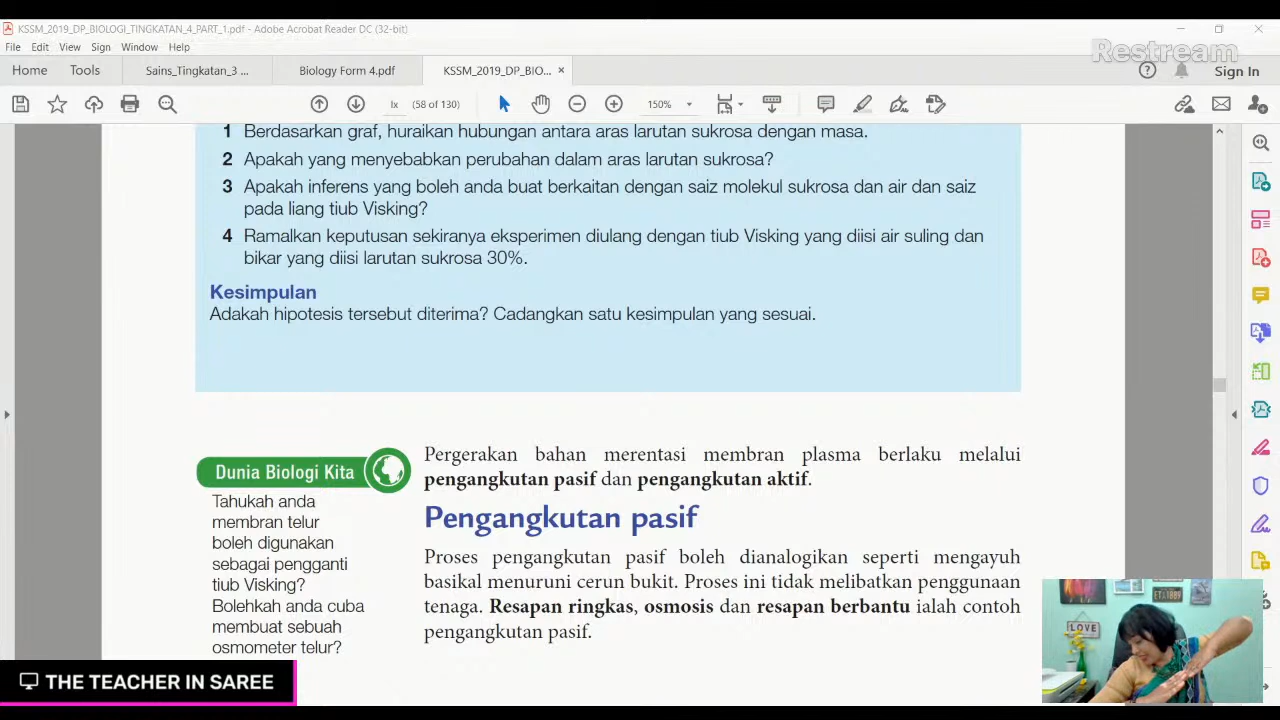 KSSM_2019_DP_BIOLOGI_TINGKATAN_4_PART_1.pdf - Adobe Acrobat Reader DC (32-bit)
File Edit View Sign Window Help
Restream
Home Tools Sains_Tingkatan_3 ... Biology Form 4.pdf KSSM_2019_DP_BIO... × Sign In
lx (58 of 130) 150%
1 Berdasarkan graf, huraikan hubungan antara aras larutan sukrosa dengan masa.
2 Apakah yang menyebabkan perubahan dalam aras larutan sukrosa?
3 Apakah inferens yang boleh anda buat berkaitan dengan saiz molekul sukrosa dan air dan saiz
pada liang tiub Visking?
4 Ramalkan keputusan sekiranya eksperimen diulang dengan tiub Visking yang diisi air suling dan
bikar yang diisi larutan sukrosa 30%.
Kesimpulan
Adakah hipotesis tersebut diterima? Cadangkan satu kesimpulan yang sesuai.
Dunia Biologi Kita
Tahukah anda
membran telur
boleh digunakan
sebagai pengganti
tiub Visking?
Bolehkah anda cuba
membuat sebuah
osmometer telur?
Pergerakan bahan merentasi membran plasma berlaku melalui
pengangkutan pasif dan pengangkutan aktif.
Pengangkutan pasif
Proses pengangkutan pasif boleh dianalogikan seperti mengayuh
basikal menuruni cerun bukit. Proses ini tidak melibatkan penggunaan
tenaga. Resapan ringkas, osmosis dan resapan berbantu ialah contoh
pengangkutan pasif.
LOVE
THE TEACHER IN SAREE